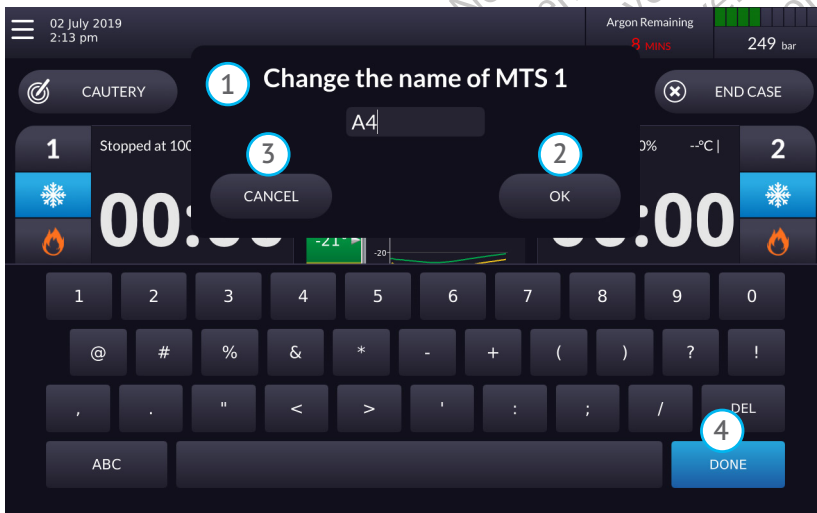 02 July 2019
2:13 pm
Argon Remaining
8 MINS
249 bar
1
Change the name of MTS 1
CAUTERY
END CASE
A4
1
Stopped at 100
3
2
0%
--°C |
2
CANCEL
OK
00:
:00
-21°
-20
1 2 3 4 5 6 7 8 9 0
@ # % & * - + ( ) ? !
, . " < > ' : ; / DEL
4
ABC
DONE